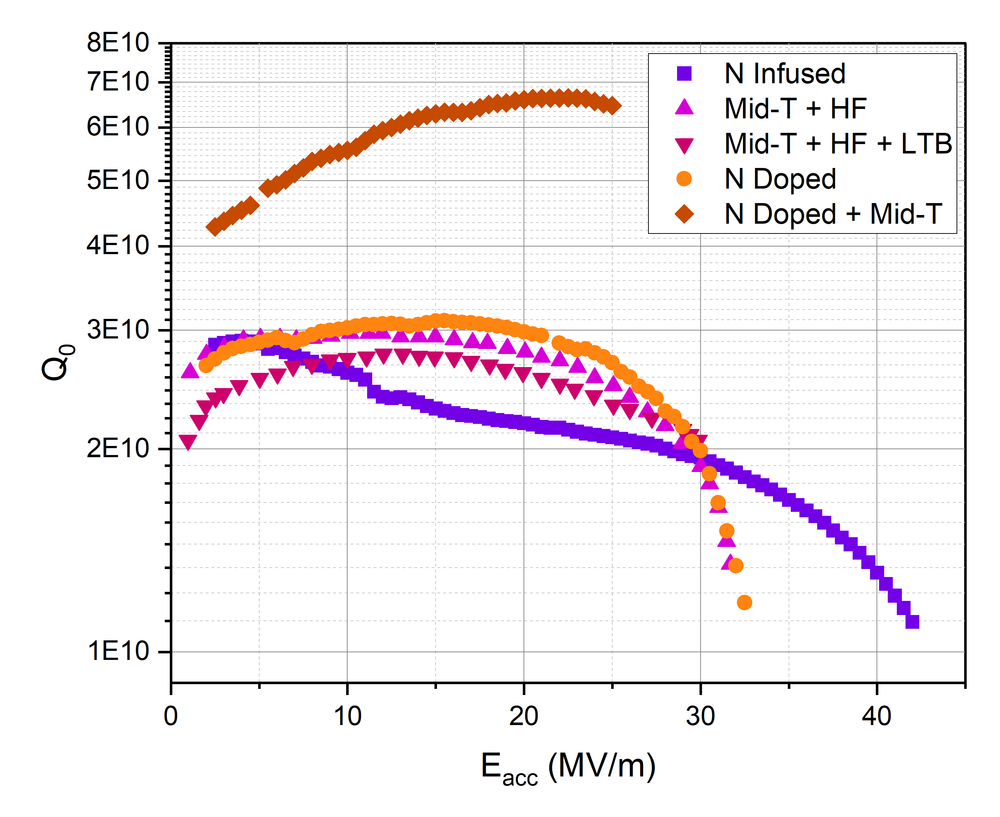 8E10
7E10
6E10
5E10
4E10
3E10
2E10
1E10
Q0
N Infused
Mid-T + HF
Mid-T + HF + LTB
N Doped
N Doped + Mid-T
0 10 20 30 40
Eacc (MV/m)